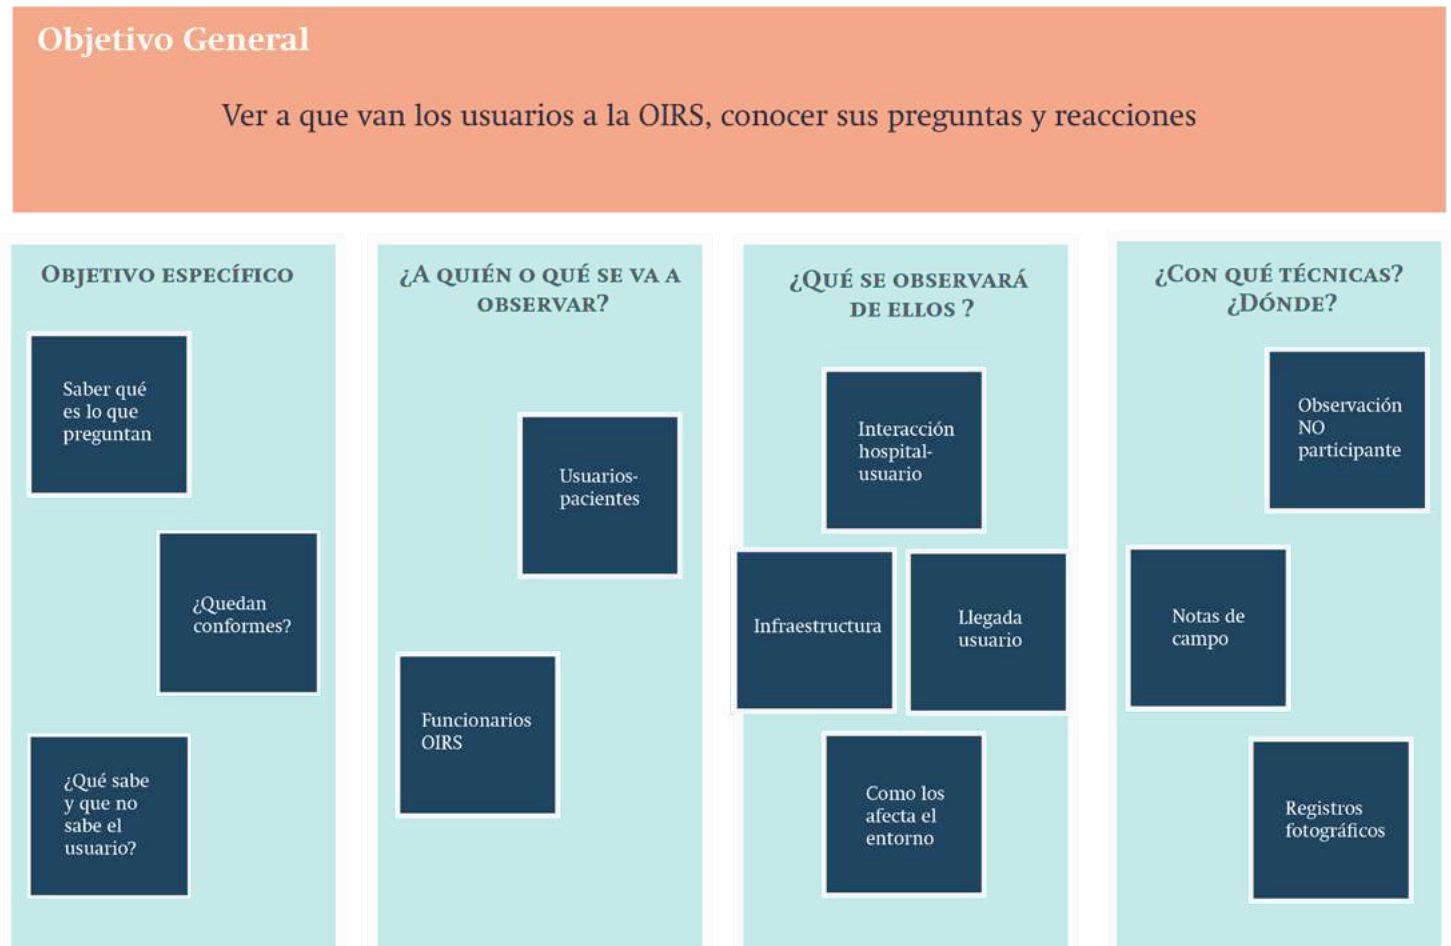 Objetivo General
Ver a que van los usuarios a la OIRS, conocer sus preguntas y reacciones
OBJETIVO ESPECÍFICO
Saber qué
es lo que
preguntan
¿Quedan
conformes?
¿Qué sabe
y que no
sabe el
usuario?
¿A QUIÉN O QUÉ SE VA A
OBSERVAR?
Usuarios-
pacientes
Funcionarios
OIRS
¿QUÉ SE OBSERVARÁ
DE ELLOS ?
Interacción
hospital-
usuario
Infraestructura
Llegada
usuario
Como los
afecta el
entorno
¿CON QUÉ TÉCNICAS?
¿DÓNDE?
Observación
NO
participante
Notas de
campo
Registros
fotográficos